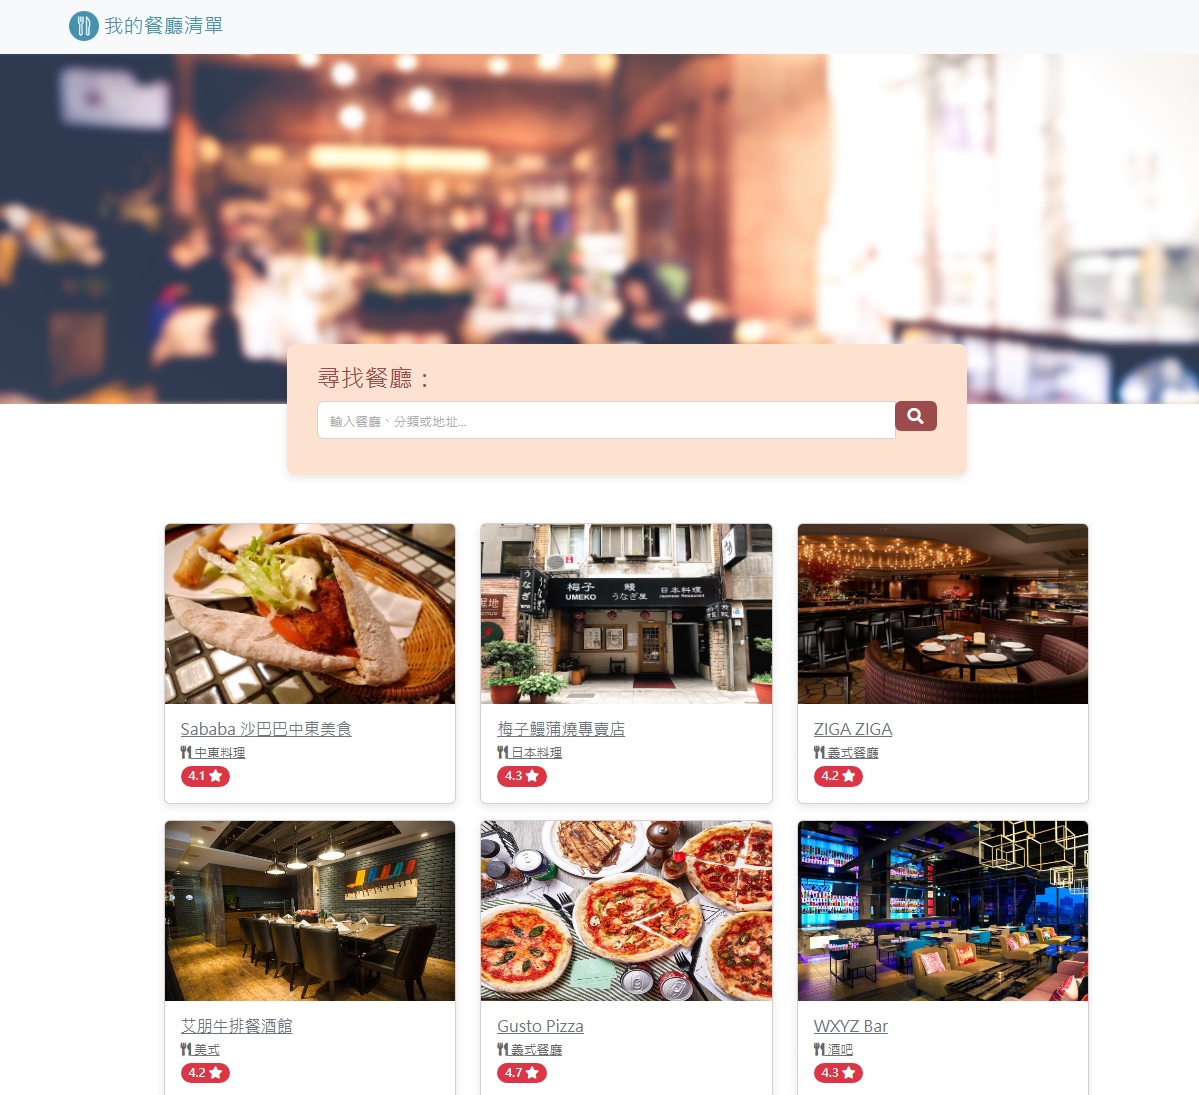 我的餐廳清單
尋找餐廳：
輸入餐廳、分類或地址...
梅子 鰻 日本料理
UMEKO うなぎ屋 Japanese Restaurant
うなぎ
Sababa 沙巴巴中東美食
中東料理
4.1
梅子鰻蒲燒專賣店
日本料理
4.3
ZIGA ZIGA
義式餐廳
4.2
艾朋牛排餐酒館
美式
4.2
Gusto Pizza
義式餐廳
4.7
WXYZ Bar
酒吧
4.3